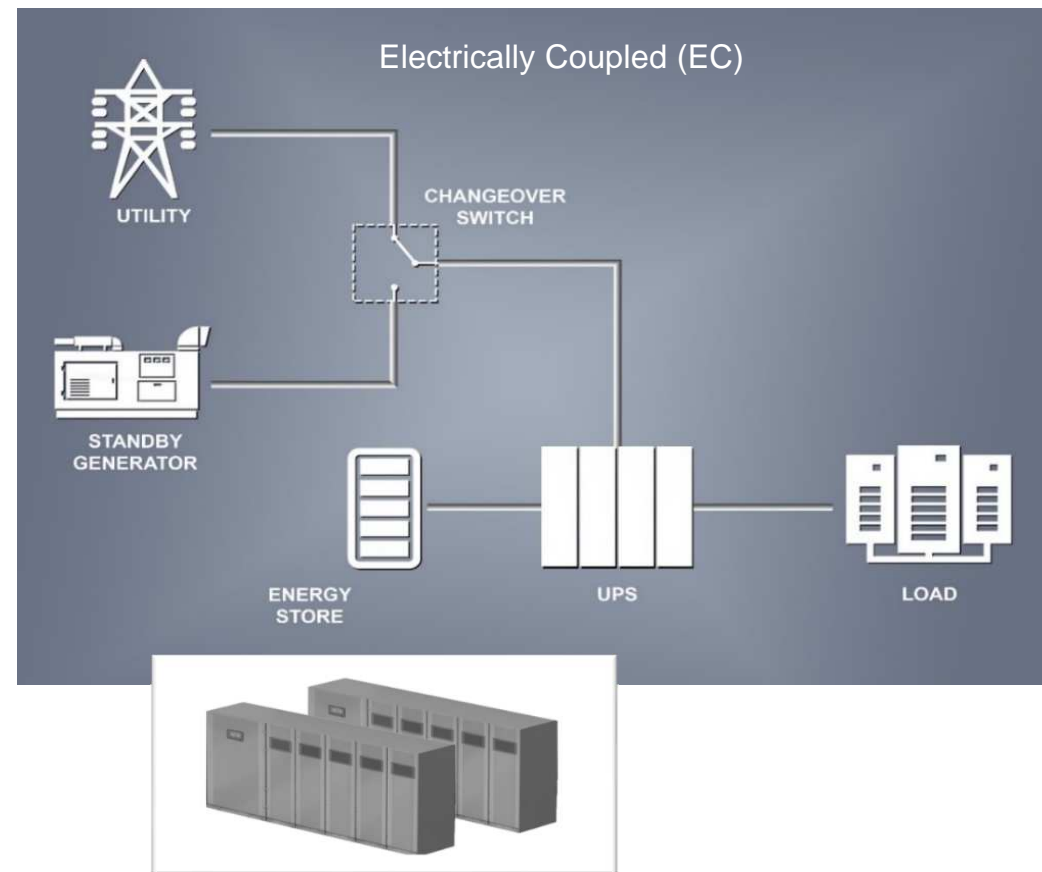 Electrically Coupled (EC)
UTILITY
CHANGEOVER
SWITCH
STANDBY
GENERATOR
ENERGY
STORE
UPS
LOAD